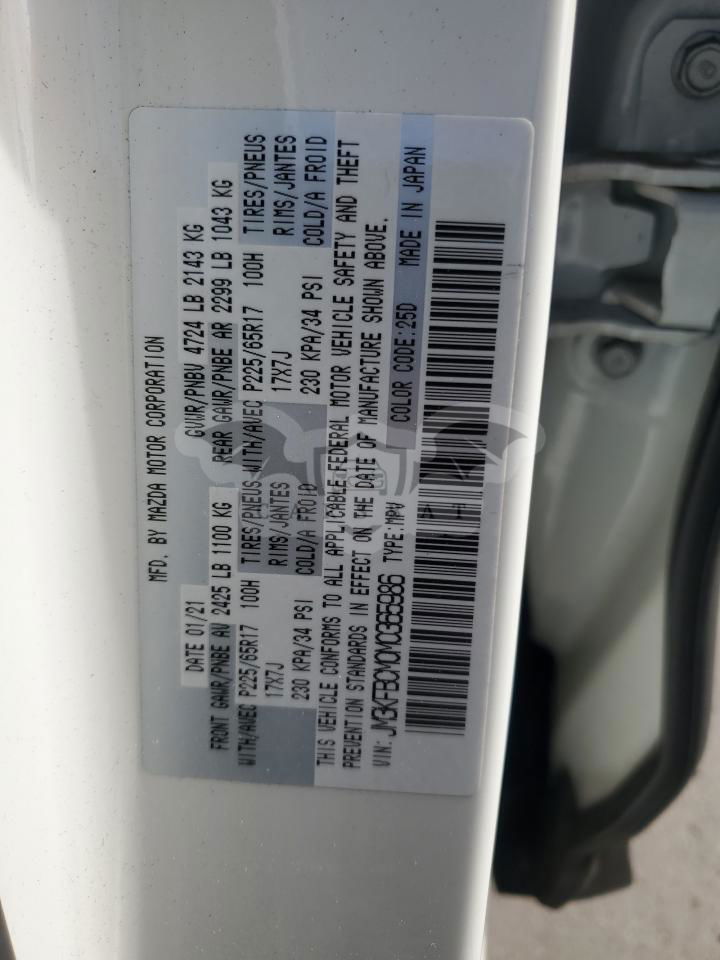 MFD. BY MAZDA MOTOR CORPORATION
DATE 01/21 GVWR/PNBV 4724 LB 2143 KG
FRONT GAWR/PNBE AV 2425 LB 1100 KG REAR GAWR/PNBE AR 2299 LB 1043 KG
WITH/AVEC P225/65R17 100H TIRES/PNEUS WITH/AVEC P225/65R17 100H TIRES/PNEUS
17X7J RIMS/JANTES 17X7J RIMS/JANTES
230 KPA/34 PSI COLD/A FROID 230 KPA/34 PSI COLD/A FROID
THIS VEHICLE CONFORMS TO ALL APPLICABLE FEDERAL MOTOR VEHICLE SAFETY AND THEFT
PREVENTION STANDARDS IN EFFECT ON THE DATE OF MANUFACTURE SHOWN ABOVE.
VIN: JM3KFBCM0M0365986 TYPE:MPV COLOR CODE:25D MADE IN JAPAN